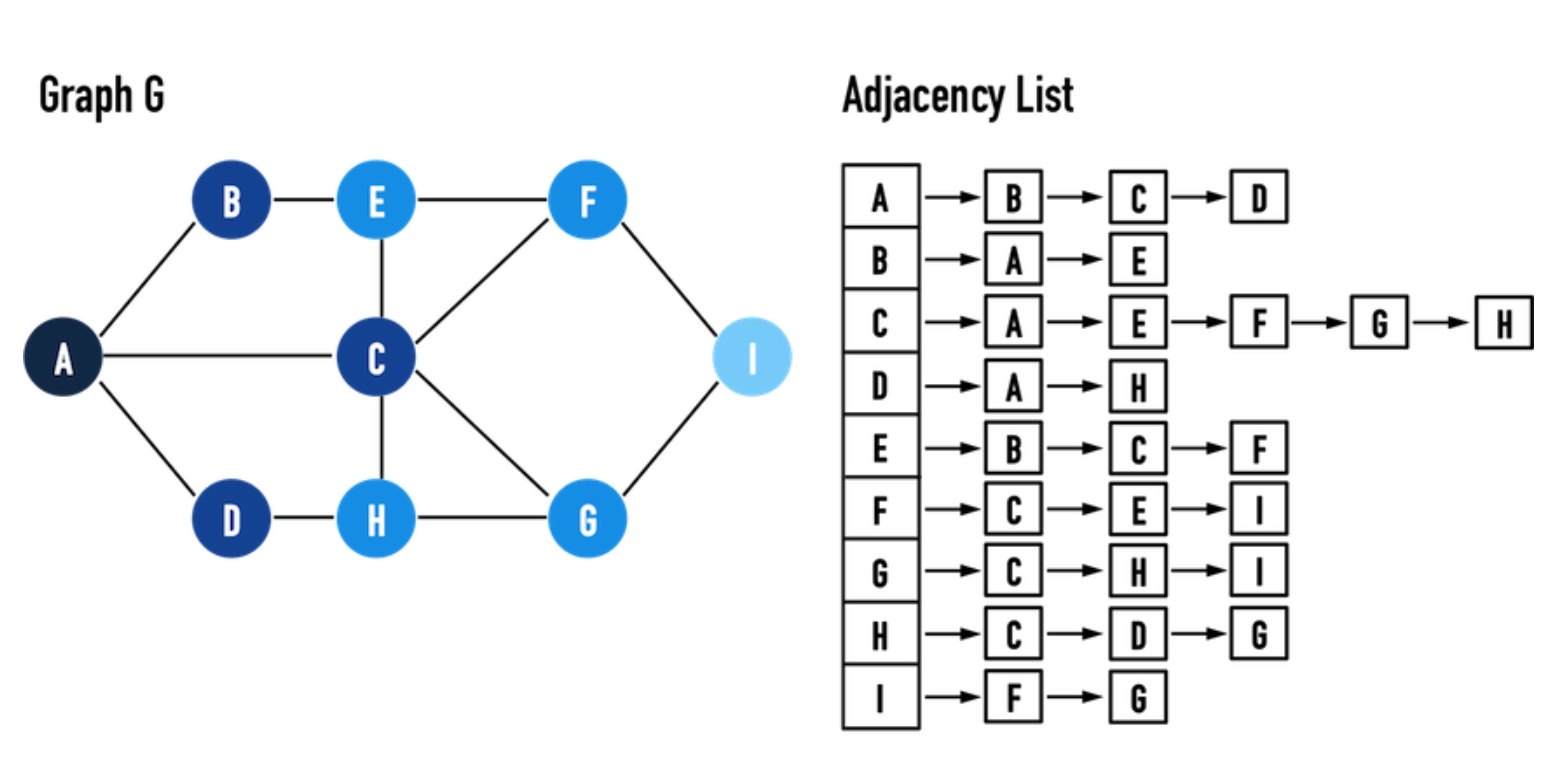 Graph G
B E F
A C I
D H G
Adjacency List
A B C D
B A E
C A E F G H
D A H
E B C F
F C E I
G C H I
H C D G
I F G